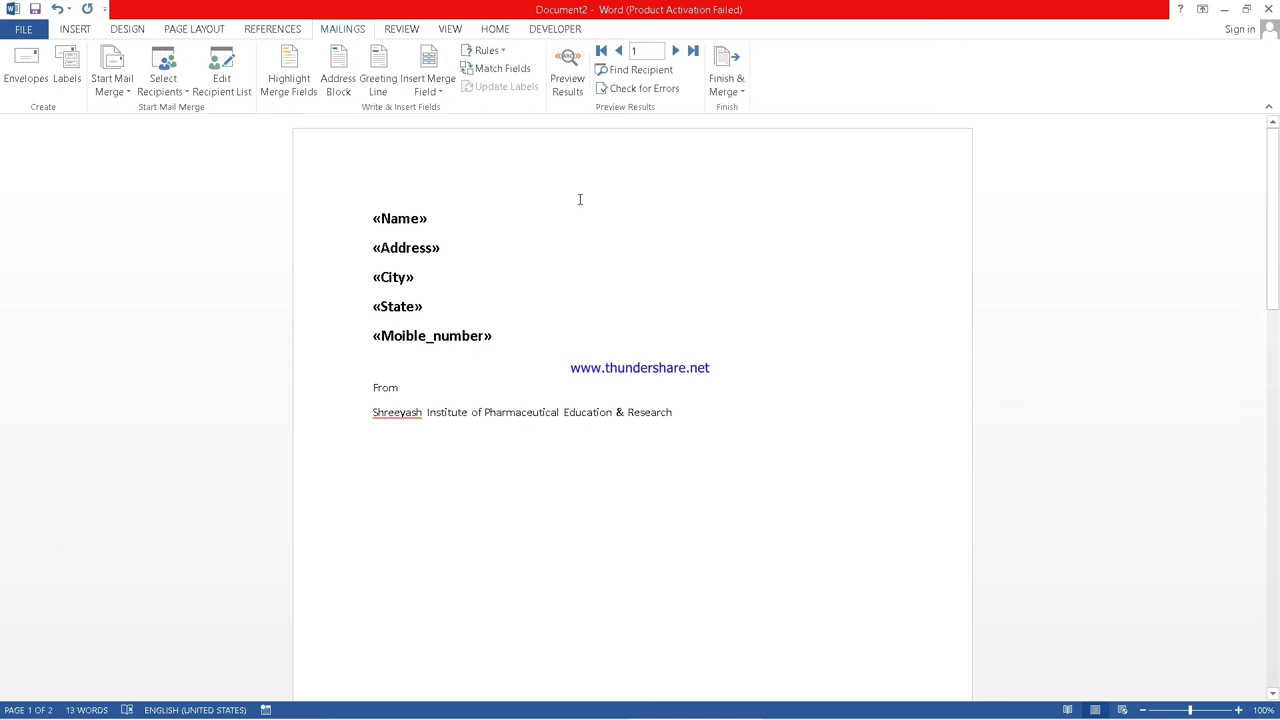 Document2 - Word (Product Activation Failed)
Sign in
FILE INSERT DESIGN PAGE LAYOUT REFERENCES MAILINGS REVIEW VIEW HOME DEVELOPER
Envelopes Labels
Create
Start Mail Merge
Select Recipients
Edit Recipient List
Start Mail Merge
Highlight Merge Fields
Address Block
Greeting Line
Insert Merge Field
Rules
Match Fields
Update Labels
Write & Insert Fields
Preview Results
1
Find Recipient
Check for Errors
Preview Results
Finish & Merge
Finish
«Name»
«Address»
«City»
«State»
«Moible_number»
www.thundershare.net
From
Shreeyash Institute of Pharmaceutical Education & Research
PAGE 1 OF 2 13 WORDS ENGLISH (UNITED STATES) 100%